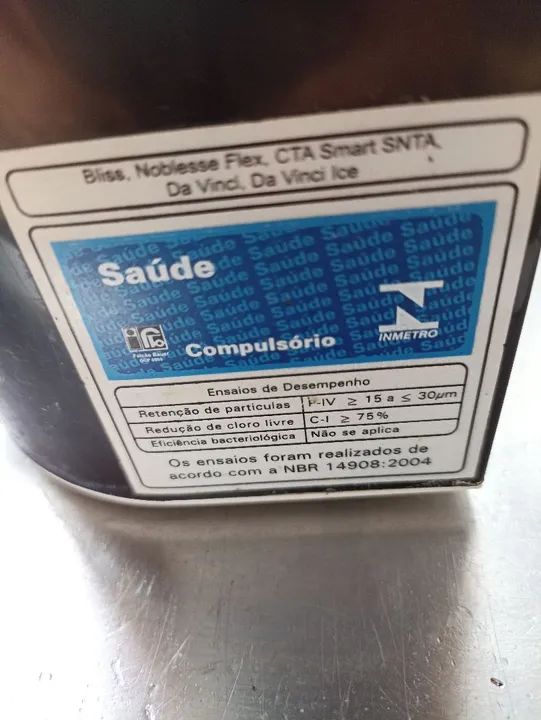 Bliss, Noblesse Flex, CTA Smart SNTA,
Da Vinci, Da Vinci Ice
Saúde
Compulsório
INMETRO
Falcão Bauer
Ensaios de Desempenho
Retenção de partículas P-IV ≥ 15 a ≤ 30µm
Redução de cloro livre C-I ≥ 75%
Eficiência bacteriológica Não se aplica
Os ensaios foram realizados de
acordo com a NBR 14908:2004